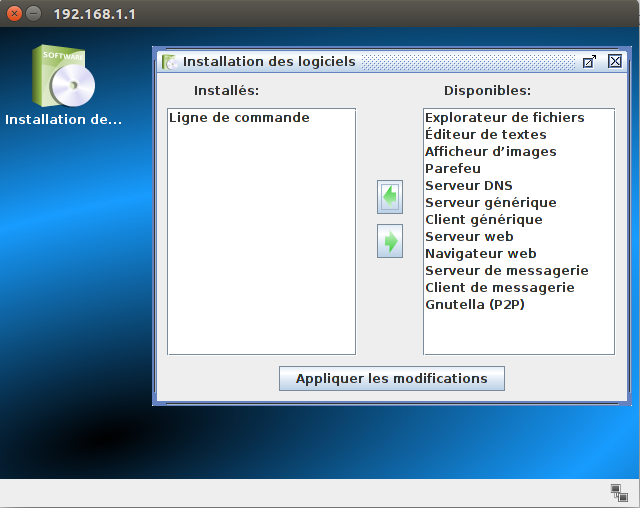 192.168.1.1
SOFTWARE
Installation de...
Installation des logiciels
Installés:
Disponibles:
Ligne de commande
Explorateur de fichiers
Éditeur de textes
Afficheur d’images
Parefeu
Serveur DNS
Serveur générique
Client générique
Serveur web
Navigateur web
Serveur de messagerie
Client de messagerie
Gnutella (P2P)
Appliquer les modifications